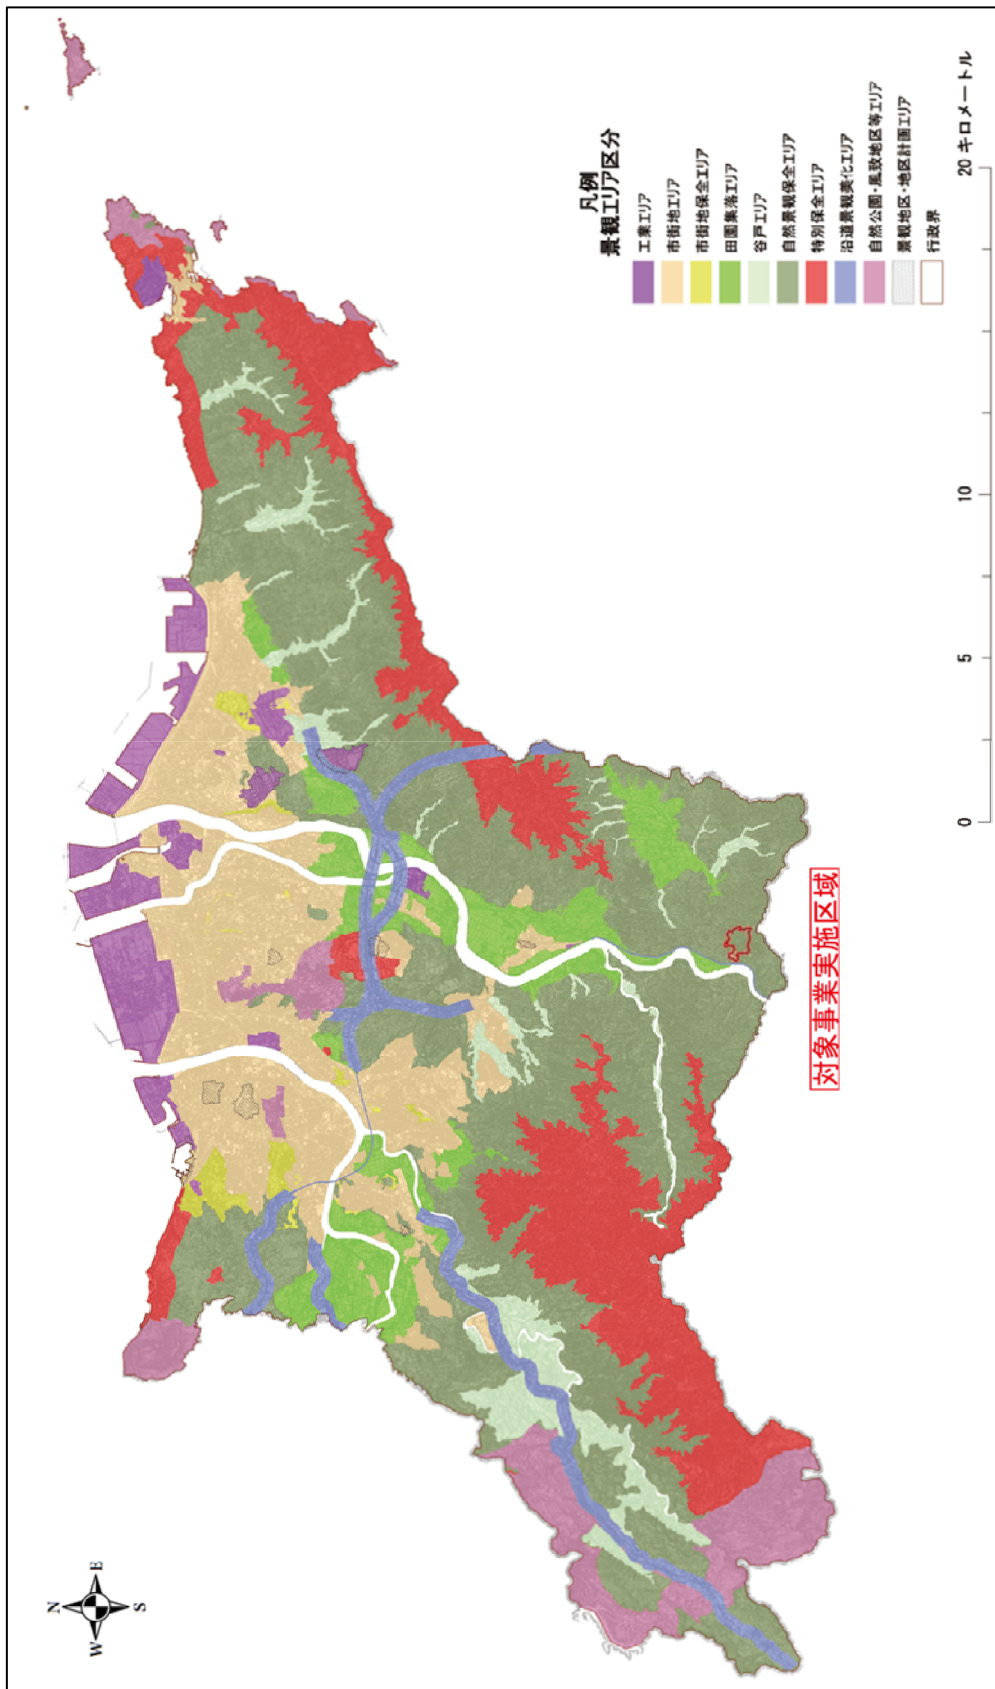 凡例
景観エリア区分
工業エリア
市街地エリア
市街地保全エリア
田園集落エリア
谷戸エリア
自然景観保全エリア
特別保全エリア
沿道景観美化エリア
自然公園・風致地区等エリア
景観地区・地区計画エリア
行政界
対象事業実施区域
0 5 10 20 キロメートル
N
W E
S